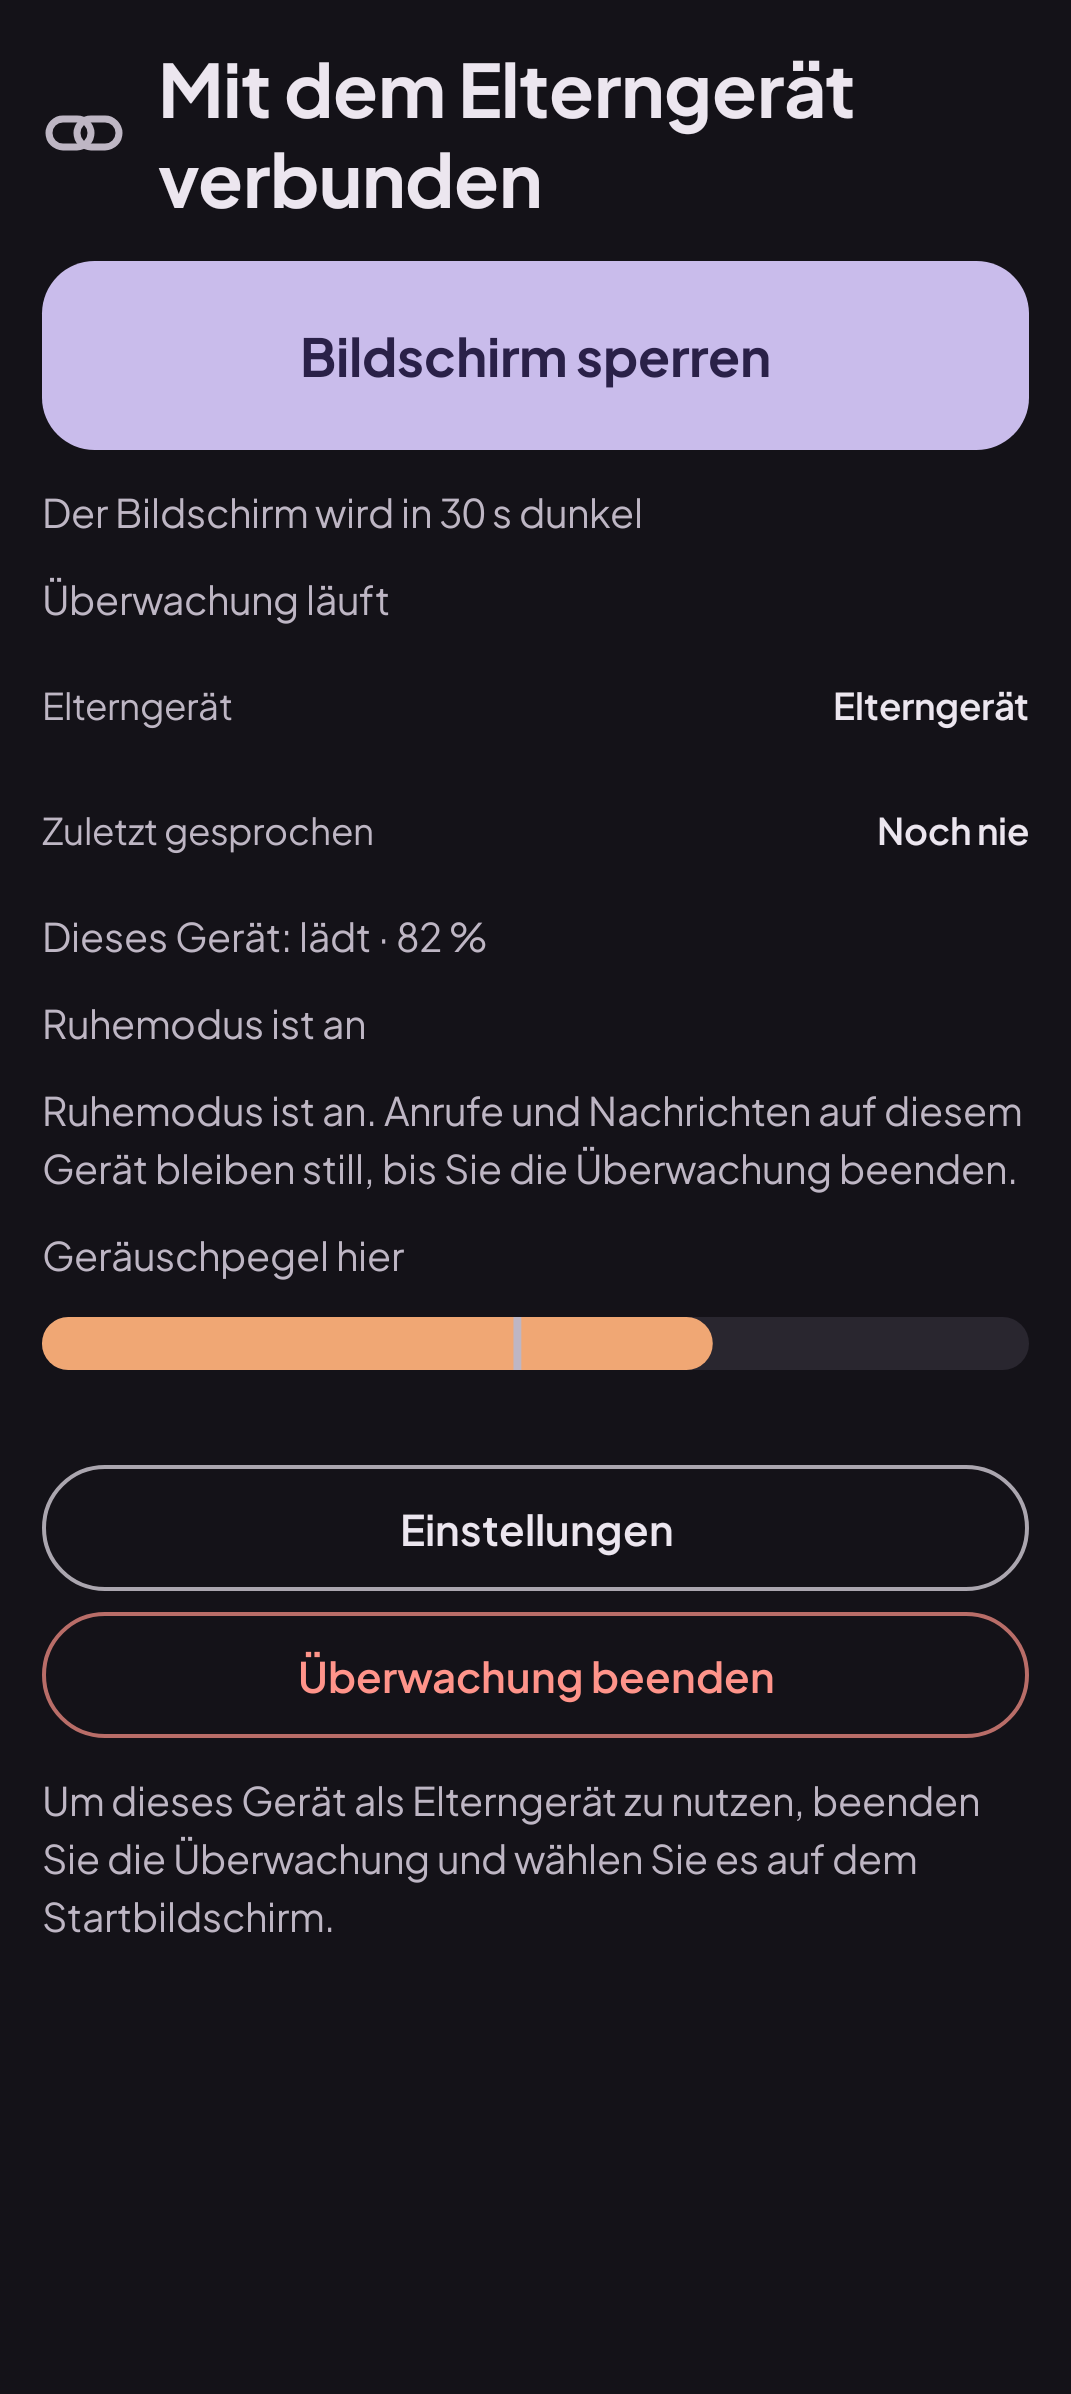 Mit dem Elterngerät
verbunden
Bildschirm sperren
Der Bildschirm wird in 30 s dunkel
Überwachung läuft
Elterngerät Elterngerät
Zuletzt gesprochen Noch nie
Dieses Gerät: lädt · 82 %
Ruhemodus ist an
Ruhemodus ist an. Anrufe und Nachrichten auf diesem
Gerät bleiben still, bis Sie die Überwachung beenden.
Geräuschpegel hier
Einstellungen
Überwachung beenden
Um dieses Gerät als Elterngerät zu nutzen, beenden
Sie die Überwachung und wählen Sie es auf dem
Startbildschirm.